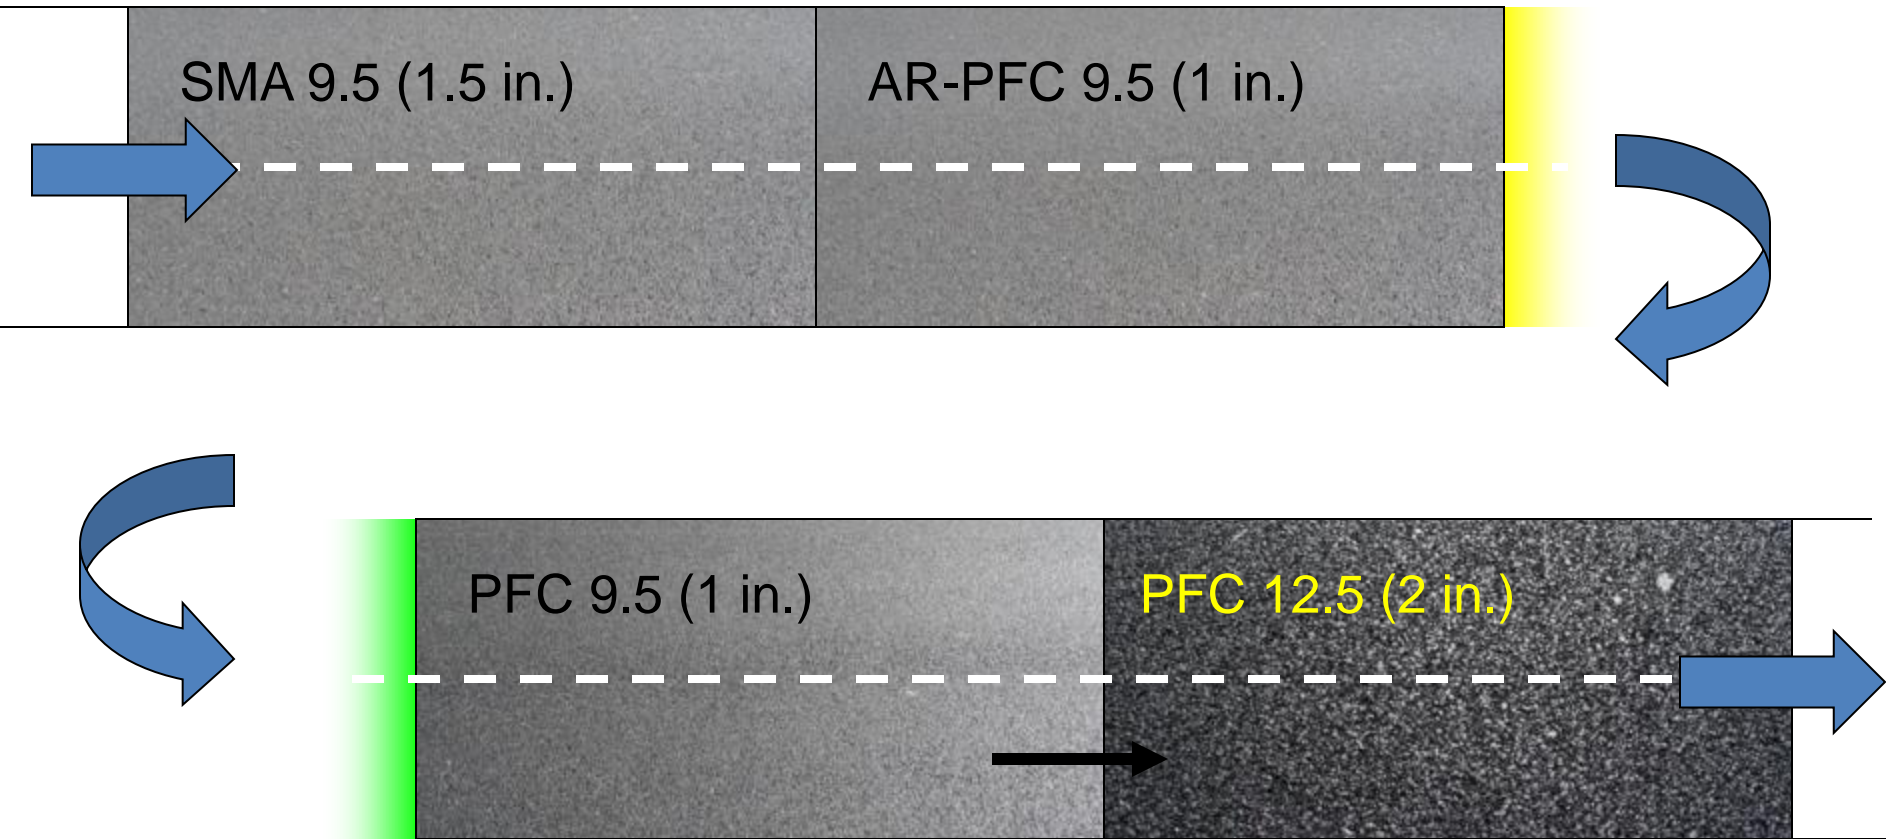 SMA 9.5 (1.5 in.)
AR-PFC 9.5 (1 in.)
PFC 9.5 (1 in.)
PFC 12.5 (2 in.)